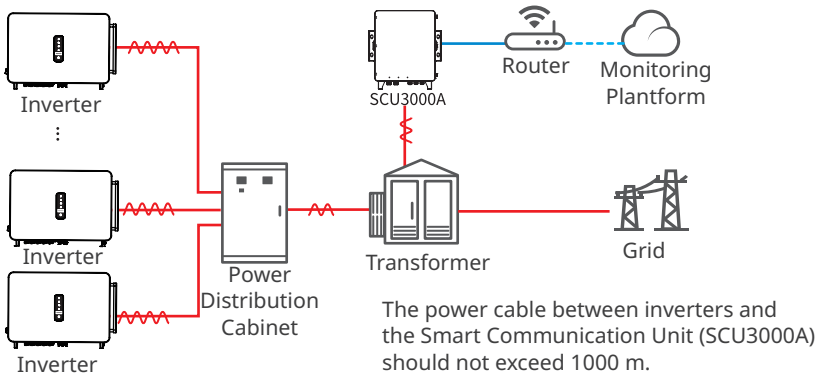 Inverter
⋮
Inverter
Inverter
Power
Distribution
Cabinet
SCU3000A
Router
Monitoring
Plantform
Transformer
Grid
The power cable between inverters and
the Smart Communication Unit (SCU3000A)
should not exceed 1000 m.